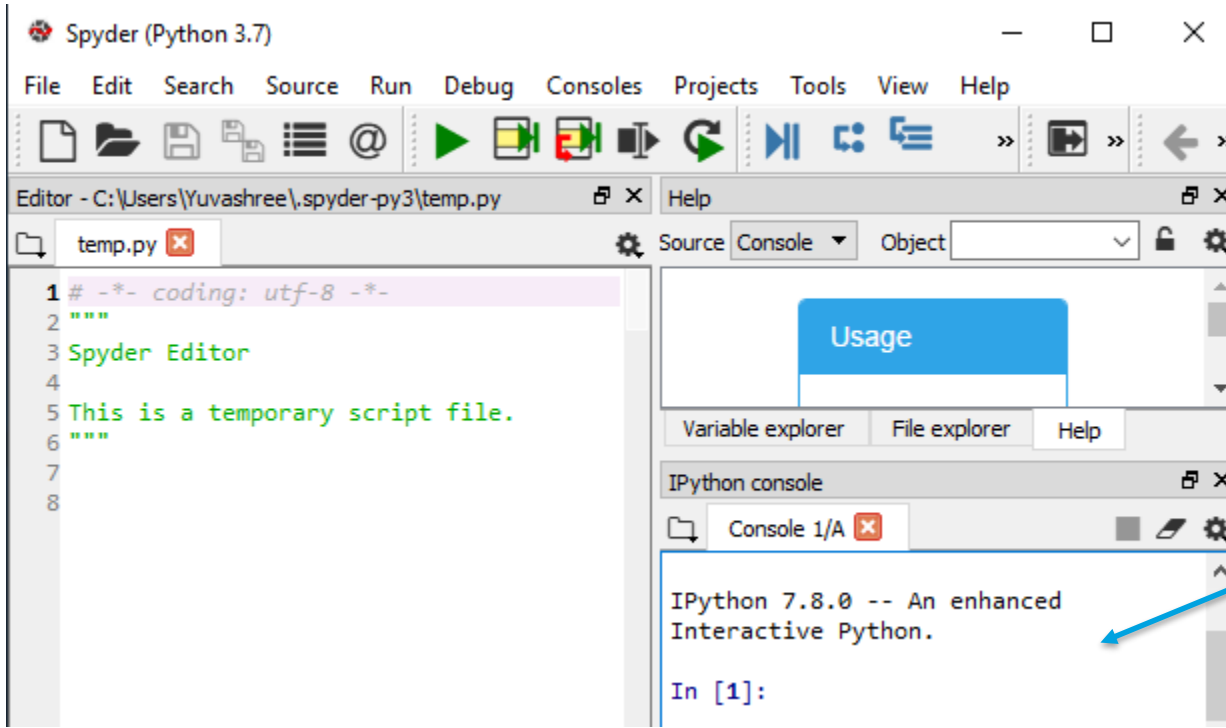 Spyder (Python 3.7)
File Edit Search Source Run Debug Consoles Projects Tools View Help
Editor - C:\Users\Yuvashree\.spyder-py3\temp.py
temp.py
1 # -*- coding: utf-8 -*-
2 """
3 Spyder Editor
4
5 This is a temporary script file.
6 """
7
8
Help
Source Console Object
Usage
Variable explorer File explorer Help
IPython console
Console 1/A
IPython 7.8.0 -- An enhanced
Interactive Python.
In [1]: